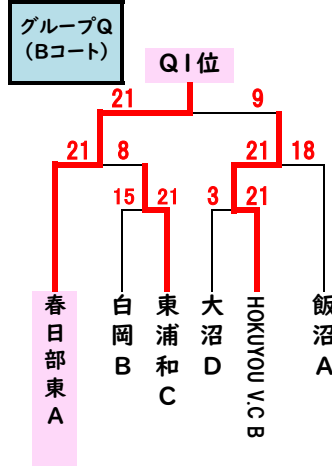 グループQ
(Bコート)
Q1位
21 9
21 8 21 18
15 21 3 21
春日部東A
白岡B
東浦和C
大沼D
HOKUYOU V.C B
飯沼A